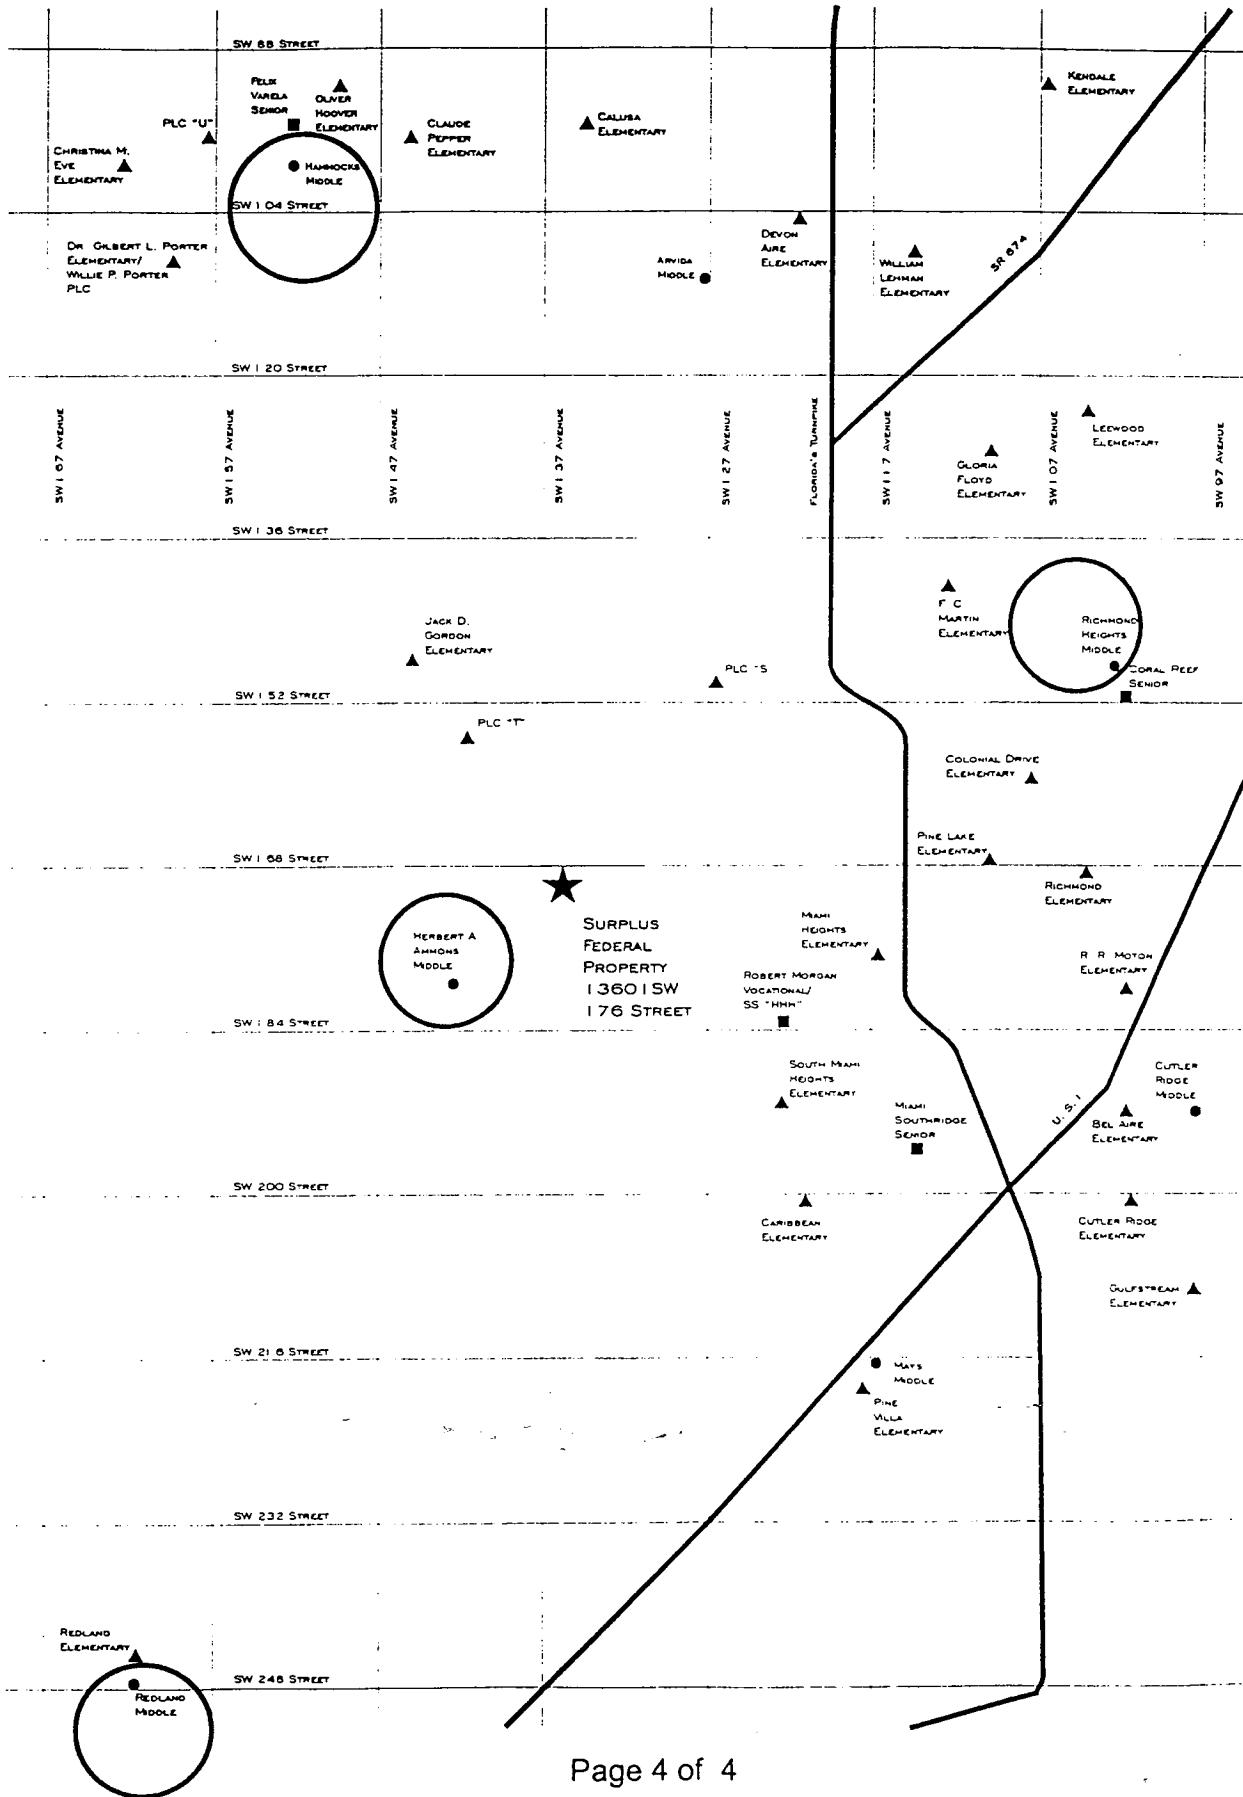 SW 88 STREET
FELIX
VARELA
SENIOR
OLIVER
HOOVER
ELEMENTARY
KENDALE
ELEMENTARY
PLC "U"
CLAUDE
PEPPER
ELEMENTARY
CALUSA
ELEMENTARY
CHRISTINA M.
EVE
ELEMENTARY
HAMMOCKS
MIDDLE
SW 104 STREET
DR GILBERT L. PORTER
ELEMENTARY/
WILLIE P. PORTER
PLC
ARVIDA
MIDDLE
DEVON
AIRE
ELEMENTARY
WILLIAM
LEHMAN
ELEMENTARY
SR 874
SW 120 STREET
SW 167 AVENUE
SW 157 AVENUE
SW 147 AVENUE
SW 137 AVENUE
SW 127 AVENUE
FLORIDA'S TURNPIKE
SW 117 AVENUE
SW 107 AVENUE
SW 97 AVENUE
LEEWOOD
ELEMENTARY
GLORIA
FLOYD
ELEMENTARY
SW 136 STREET
JACK D.
GORDON
ELEMENTARY
F C
MARTIN
ELEMENTARY
RICHMOND
HEIGHTS
MIDDLE
PLC "S
CORAL REEF
SENIOR
SW 152 STREET
PLC "T"
COLONIAL DRIVE
ELEMENTARY
PINE LAKE
ELEMENTARY
SW 168 STREET
RICHMOND
ELEMENTARY
HERBERT A
AMMONS
MIDDLE
SURPLUS
FEDERAL
PROPERTY
13601SW
176 STREET
MIAMI
HEIGHTS
ELEMENTARY
R R MOTON
ELEMENTARY
ROBERT MORGAN
VOCATIONAL/
SS "HHH"
SW 184 STREET
SOUTH MIAMI
HEIGHTS
ELEMENTARY
MIAMI
SOUTHRIDGE
SENIOR
U. S. 1
CUTLER
RIDGE
MIDDLE
BEL AIRE
ELEMENTARY
SW 200 STREET
CARIBBEAN
ELEMENTARY
CUTLER RIDGE
ELEMENTARY
GULFSTREAM
ELEMENTARY
SW 216 STREET
MAYS
MIDDLE
PINE
VILLA
ELEMENTARY
SW 232 STREET
REDLAND
ELEMENTARY
SW 248 STREET
REDLAND
MIDDLE
Page 4 of 4